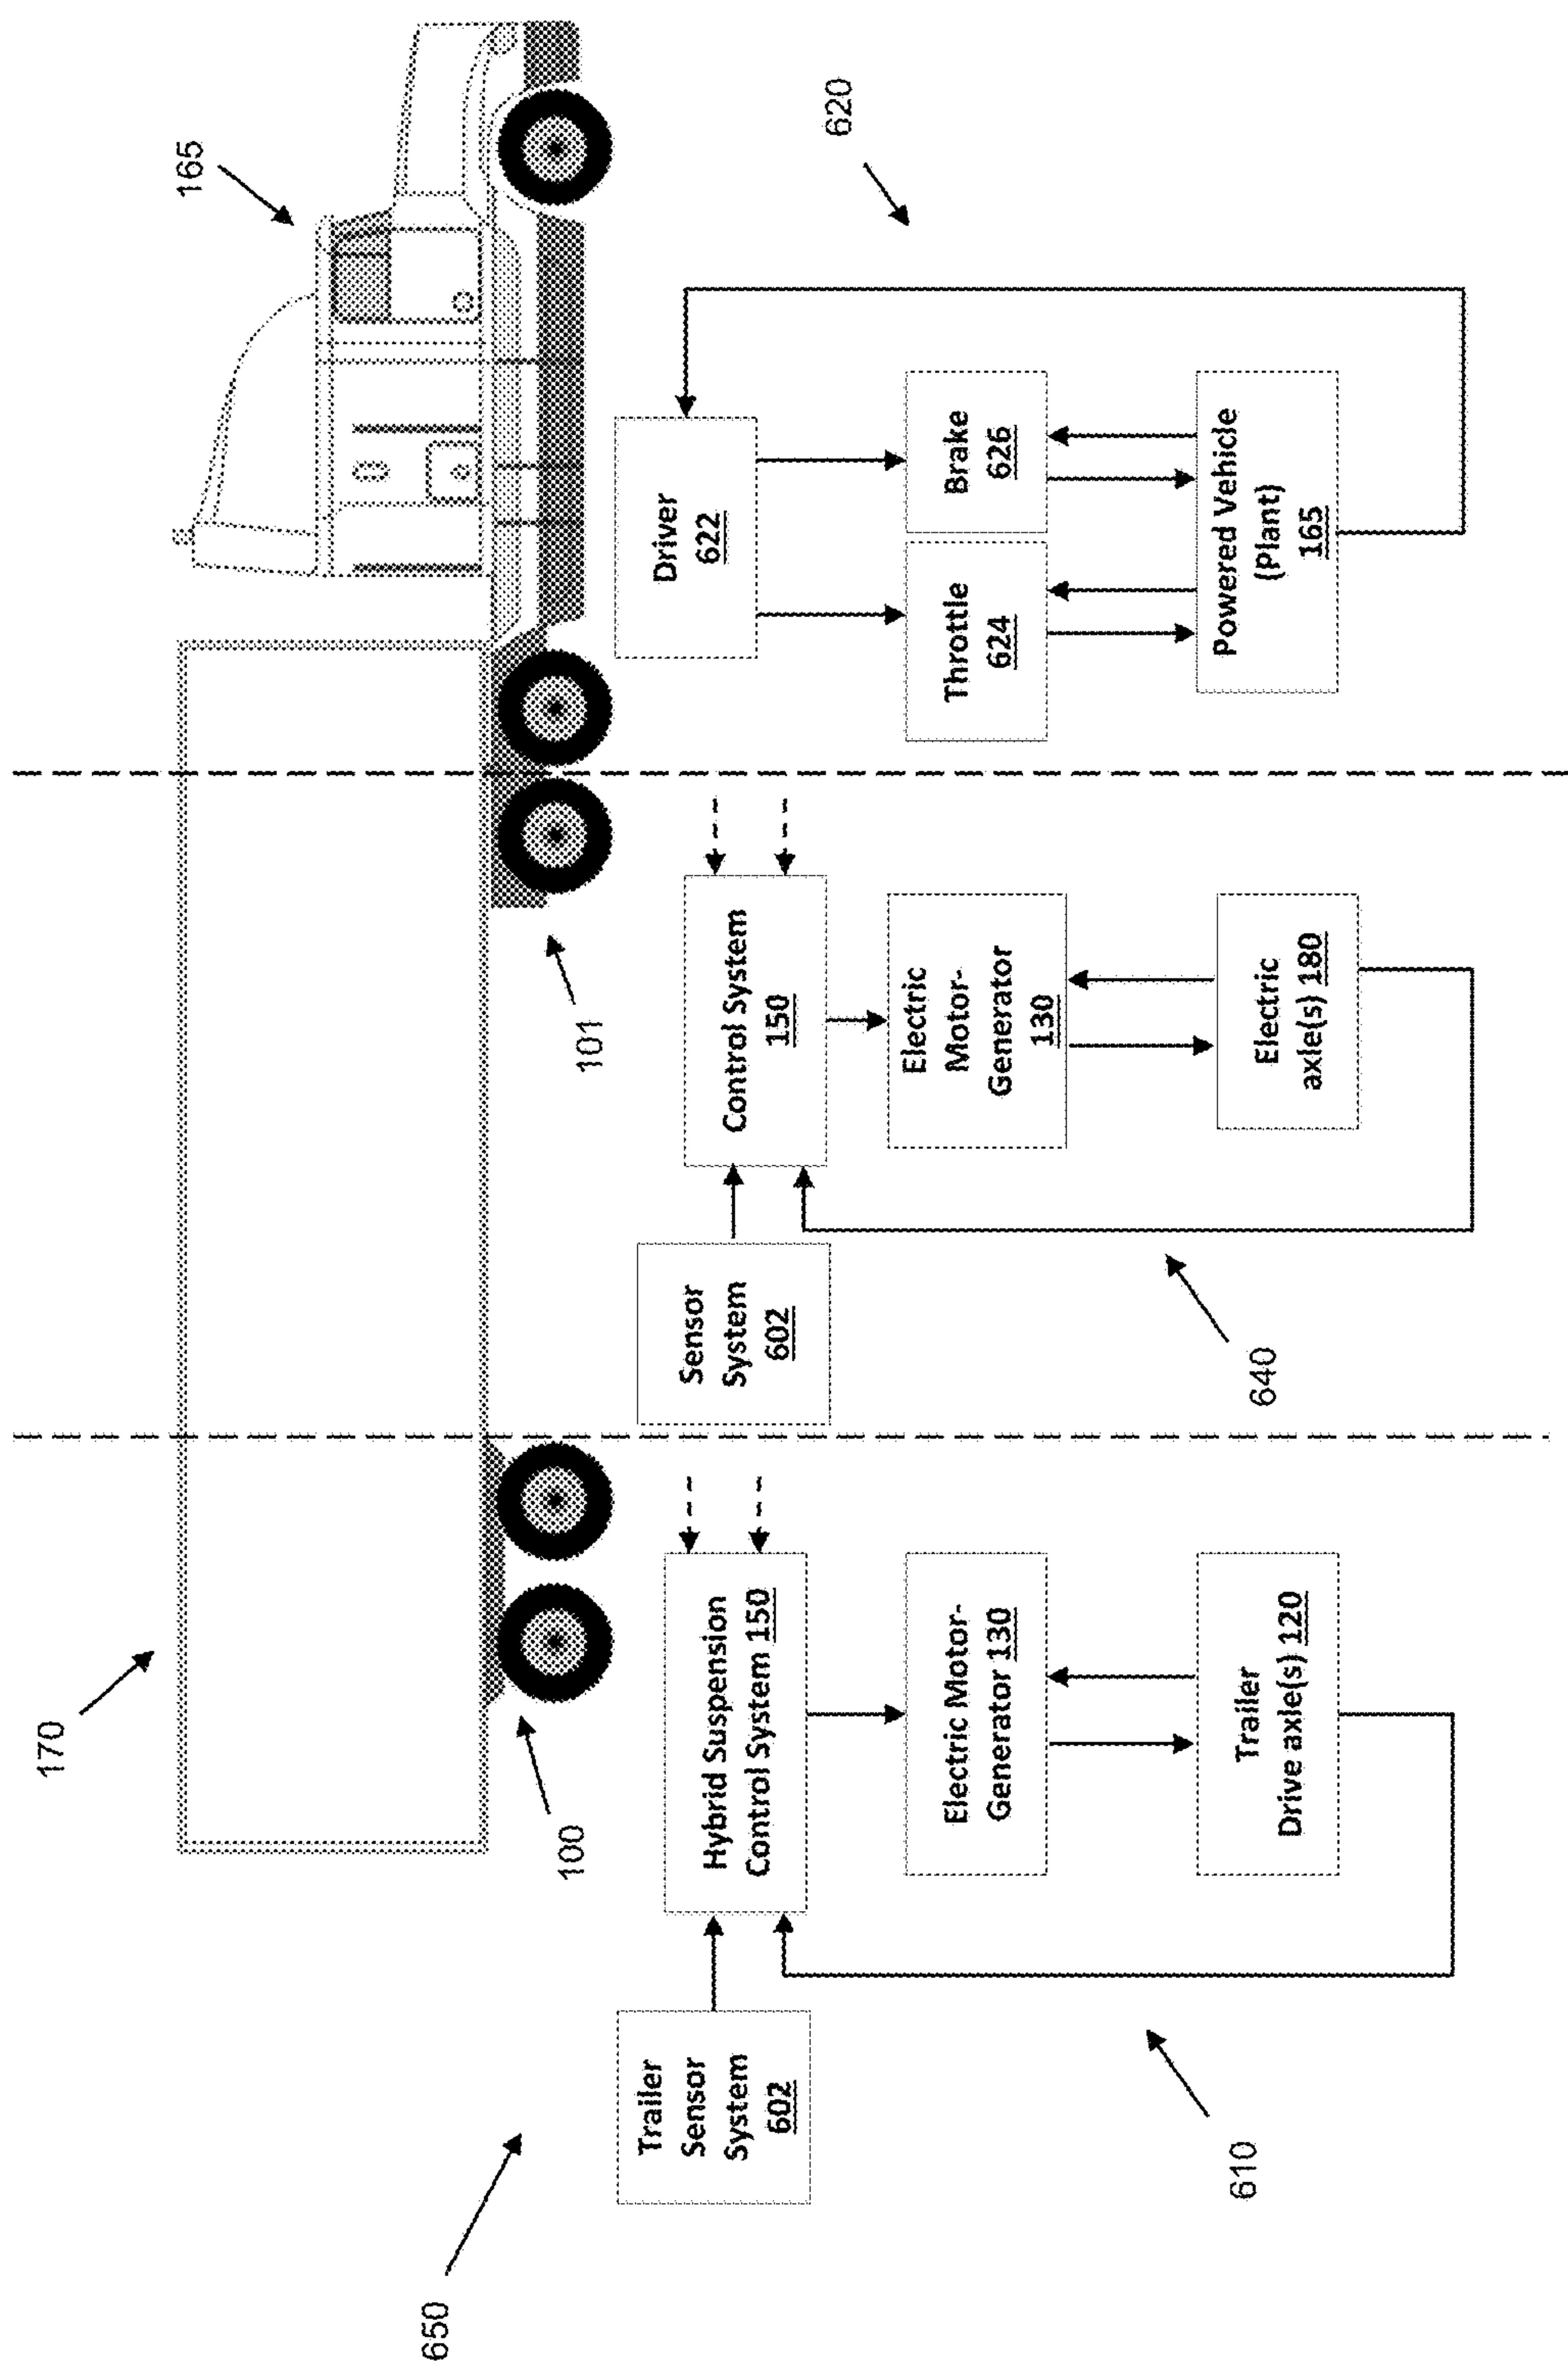 170
165
100
101
650
Trailer
Sensor
System
602
Hybrid Suspension
Control System 150
Electric Motor-
Generator 130
Trailer
Drive axle(s) 120
610
Sensor
System
602
Control System
150
Electric
Motor-
Generator
130
Electric
axle(s) 180
640
Driver
622
Throttle
624
Brake
626
Powered Vehicle
(Plant)
165
620